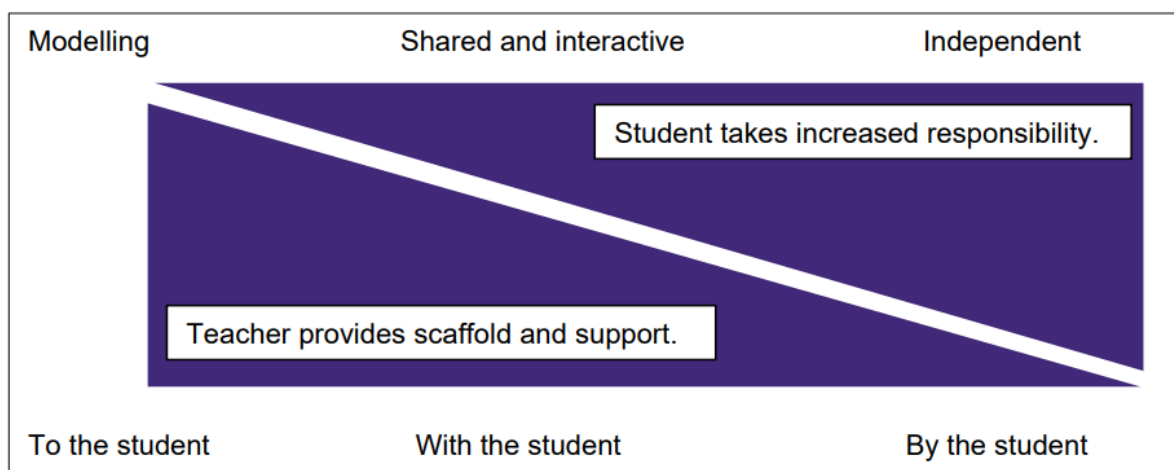 Modelling
Shared and interactive
Independent
Student takes increased responsibility.
Teacher provides scaffold and support.
To the student
With the student
By the student